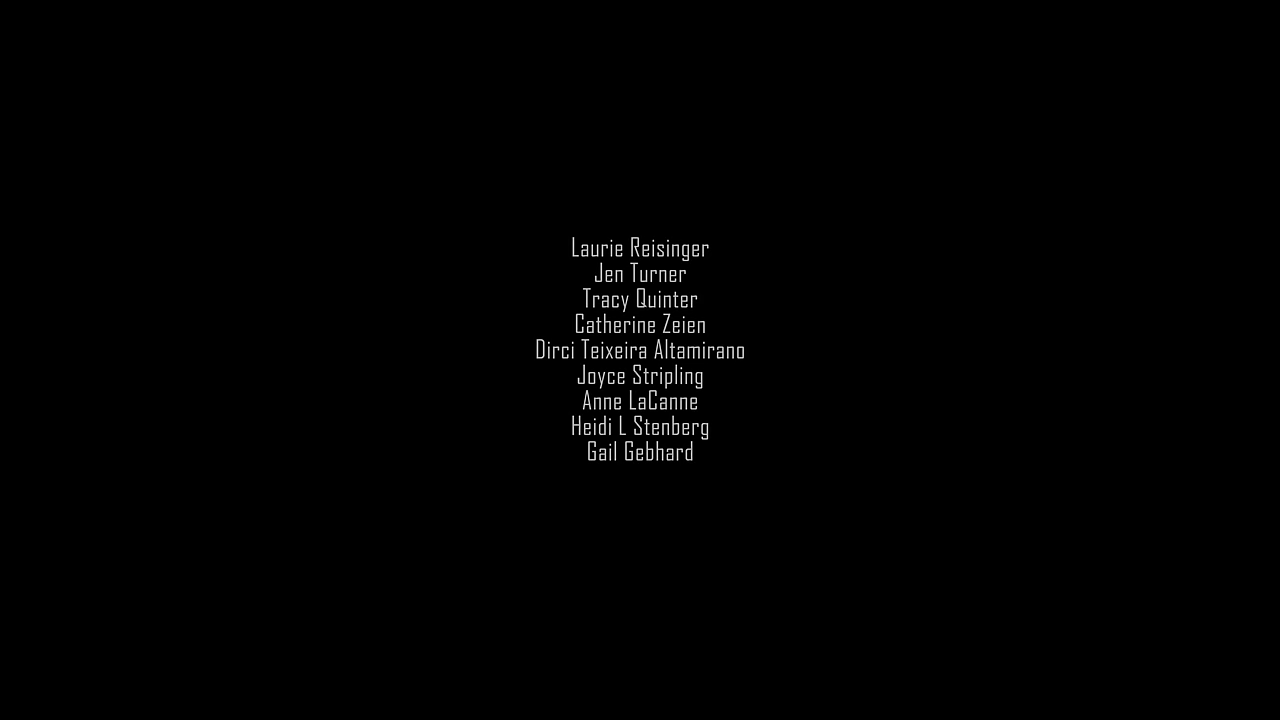 Laurie Reisinger
Jen Turner
Tracy Quinter
Catherine Zeien
Dirci Teixeira Altamirano
Joyce Stripling
Anne LaCanne
Heidi L Stenberg
Gail Gebhard